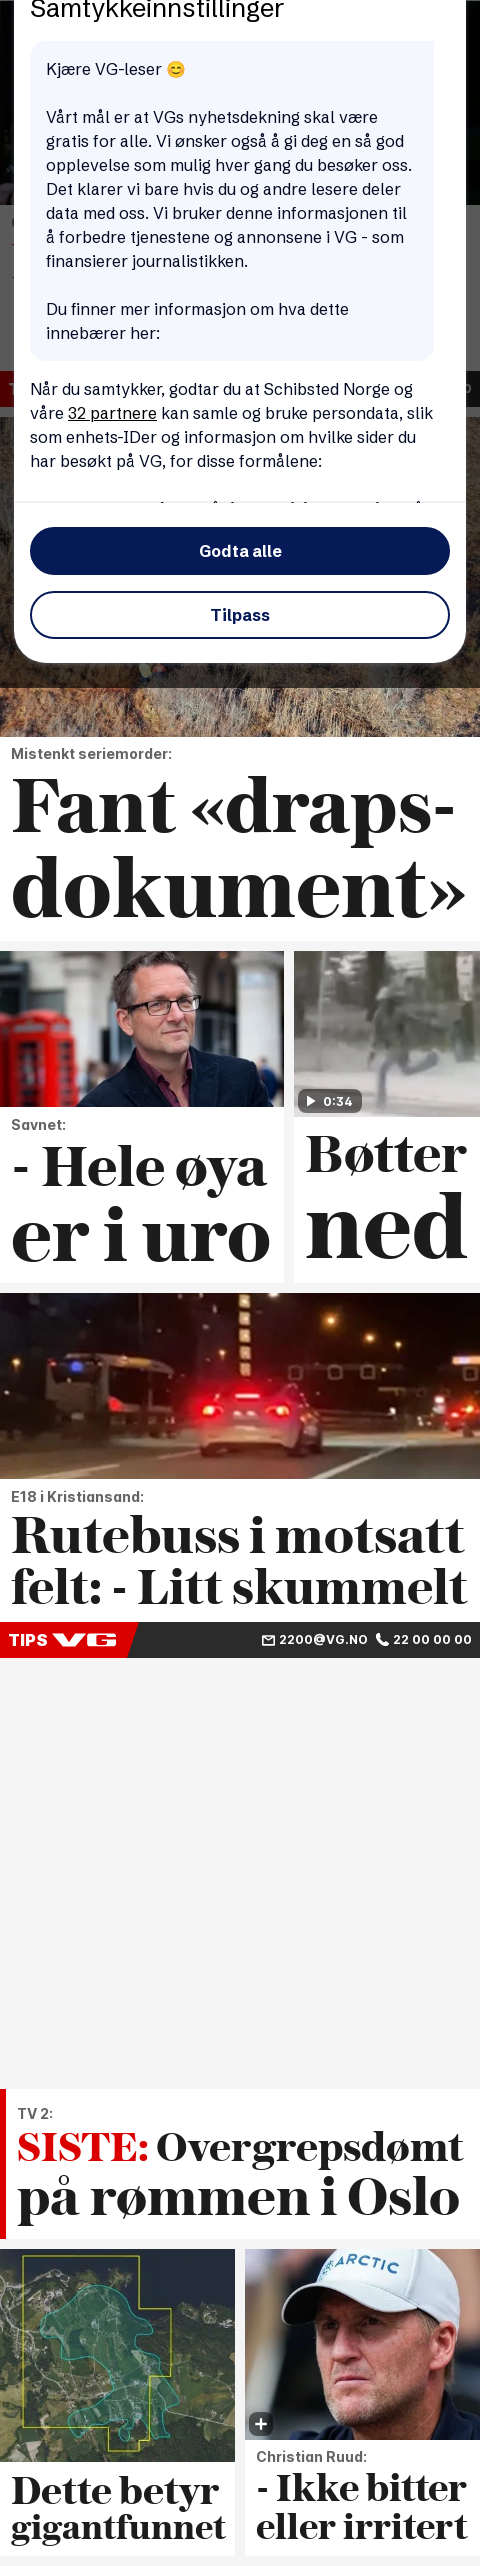 Samtykkeinnstillinger
Kjære VG-leser 😊
Vårt mål er at VGs nyhetsdekning skal være
gratis for alle. Vi ønsker også å gi deg en så god
opplevelse som mulig hver gang du besøker oss.
Det klarer vi bare hvis du og andre lesere deler
data med oss. Vi bruker denne informasjonen til
å forbedre tjenestene og annonsene i VG - som
finansierer journalistikken.
Du finner mer informasjon om hva dette
innebærer her:
Når du samtykker, godtar du at Schibsted Norge og
våre 32 partnere kan samle og bruke persondata, slik
som enhets-IDer og informasjon om hvilke sider du
har besøkt på VG, for disse formålene:
Godta alle
Tilpass
Mistenkt seriemorder:
Fant «draps-
dokument»
Savnet:
- Hele øya
er i uro
0:34
Bøtter
ned
E18 i Kristiansand:
Rutebuss i motsatt
felt: - Litt skummelt
TIPS VG 2200@VG.NO 22 00 00 00
TV 2:
SISTE: Overgrepsdømt
på rømmen i Oslo
Dette betyr
gigantfunnet
ARCTIC
Christian Ruud:
- Ikke bitter
eller irritert